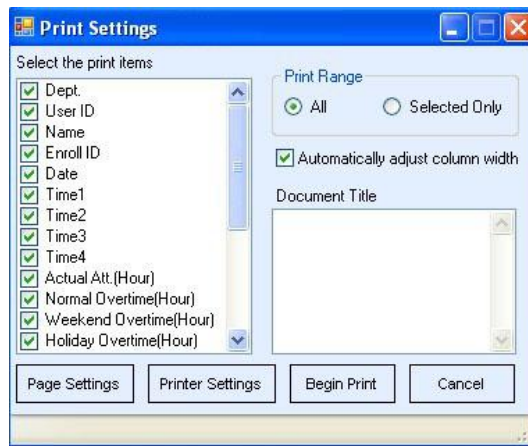 Print Settings
Select the print items
Dept.
User ID
Name
Enroll ID
Date
Time1
Time2
Time3
Time4
Actual Att.(Hour)
Normal Overtime(Hour)
Weekend Overtime(Hour)
Holiday Overtime(Hour)
Print Range
All Selected Only
Automatically adjust column width
Document Title
Page Settings Printer Settings Begin Print Cancel